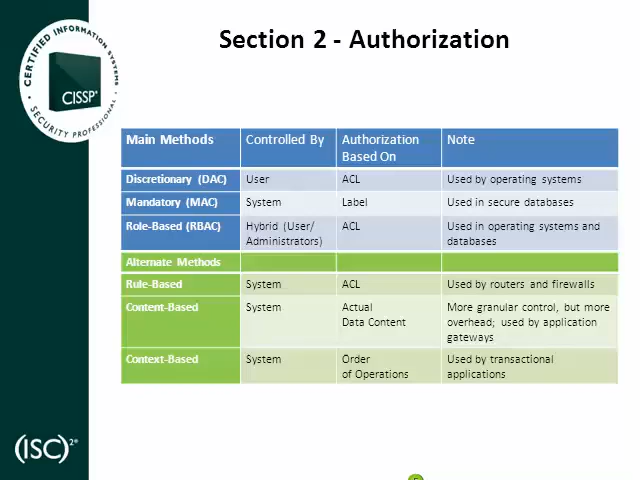 Section 2 - Authorization
CERTIFIED INFORMATION SYSTEMS
CISSP®
SECURITY PROFESSIONAL
Main Methods Controlled By Authorization Based On Note
Discretionary (DAC) User ACL Used by operating systems
Mandatory (MAC) System Label Used in secure databases
Role-Based (RBAC) Hybrid (User/ ACL Used in operating systems and
Administrators) databases
Alternate Methods
Rule-Based System ACL Used by routers and firewalls
Content-Based System Actual More granular control, but more
Data Content overhead; used by application
gateways
Context-Based System Order Used by transactional
of Operations applications
(ISC)²®